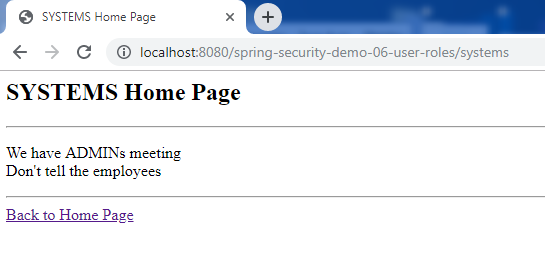 SYSTEMS Home Page
localhost:8080/spring-security-demo-06-user-roles/systems
SYSTEMS Home Page
We have ADMINs meeting
Don't tell the employees
Back to Home Page